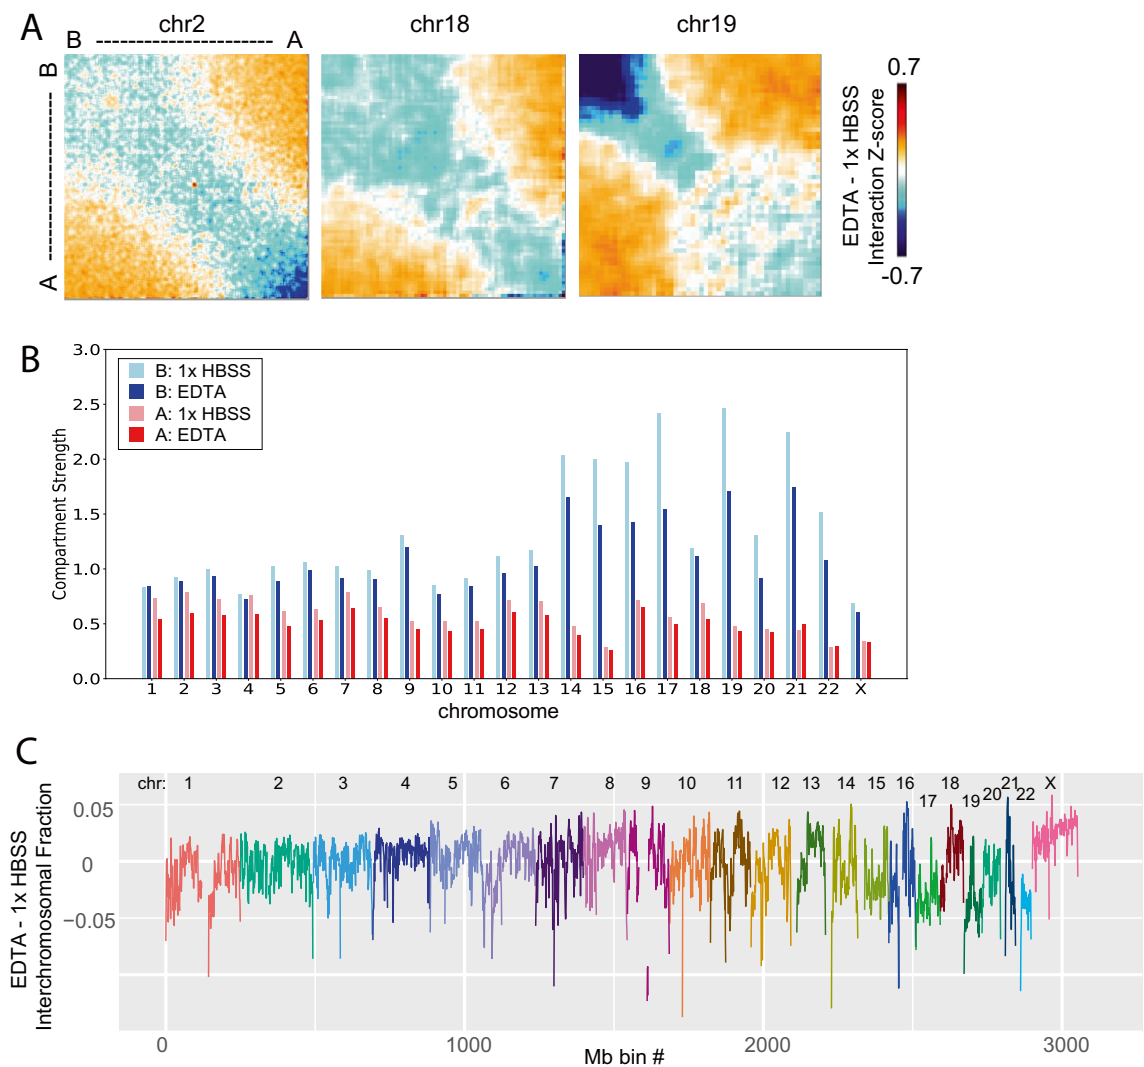 A
chr2
chr18
chr19
B ---------------------- A
B
A
0.7
-0.7
EDTA - 1x HBSS
Interaction Z-score
B
3.0
2.5
2.0
1.5
1.0
0.5
0.0
Compartment Strength
B: 1x HBSS
B: EDTA
A: 1x HBSS
A: EDTA
1 2 3 4 5 6 7 8 9 10 11 12 13 14 15 16 17 18 19 20 21 22 X
chromosome
C
chr: 1 2 3 4 5 6 7 8 9 10 11 12 13 14 15 16 17 18 19 20 21 22 X
0.05
0
−0.05
EDTA - 1x HBSS
Interchromosomal Fraction
0 1000 2000 3000
Mb bin #